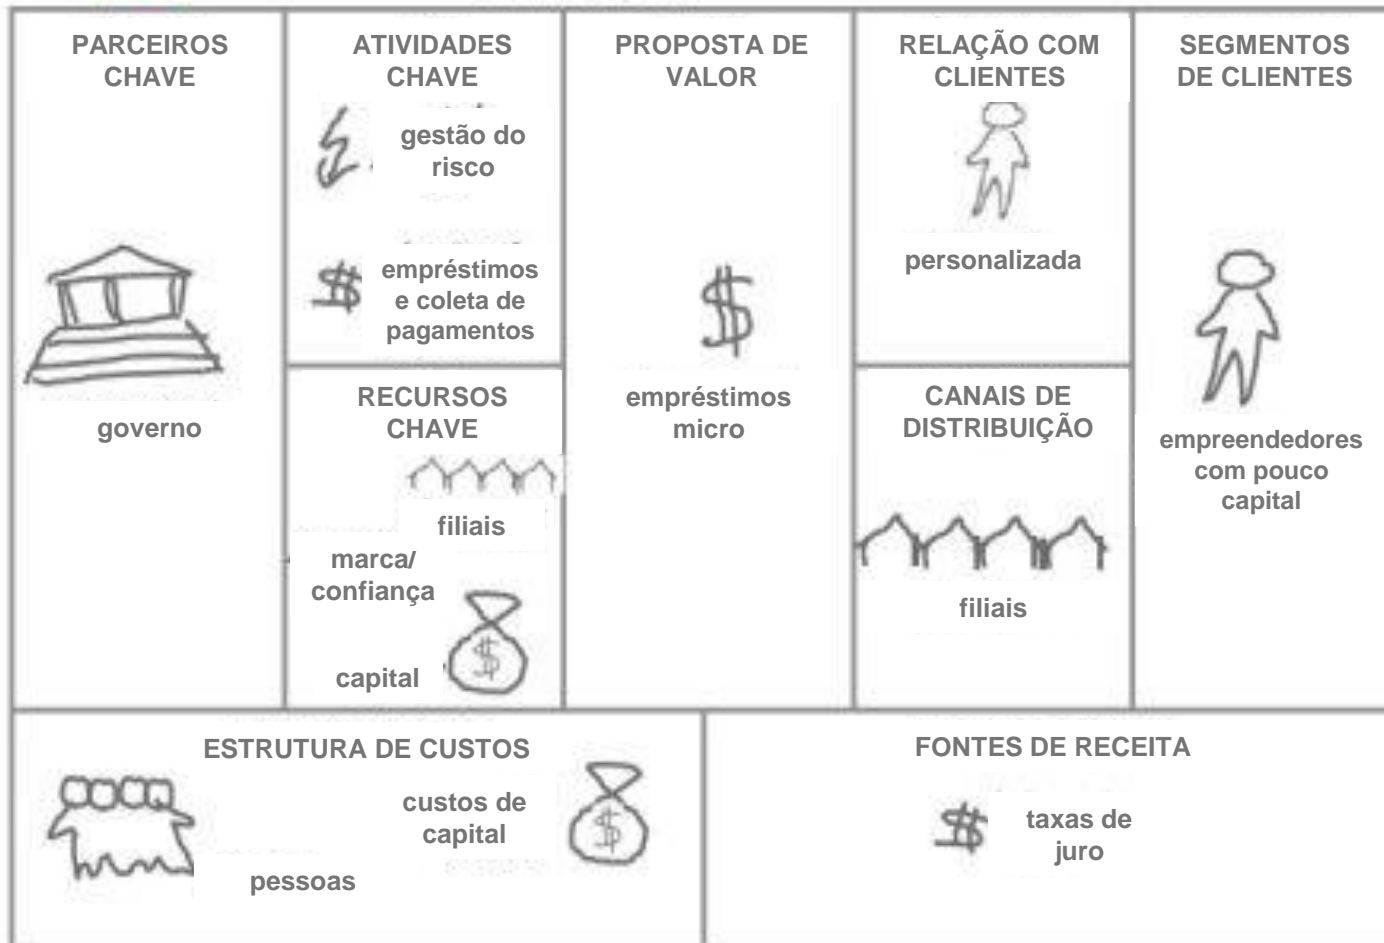 PARCEIROS
CHAVE
governo
ATIVIDADES
CHAVE
gestão do
risco
$
empréstimos
e coleta de
pagamentos
RECURSOS
CHAVE
filiais
marca/
confiança
capital
$
PROPOSTA DE
VALOR
$
empréstimos
micro
RELAÇÃO COM
CLIENTES
personalizada
CANAIS DE
DISTRIBUIÇÃO
filiais
SEGMENTOS
DE CLIENTES
empreendedores
com pouco
capital
ESTRUTURA DE CUSTOS
custos de
capital
$
pessoas
FONTES DE RECEITA
$
taxas de
juro